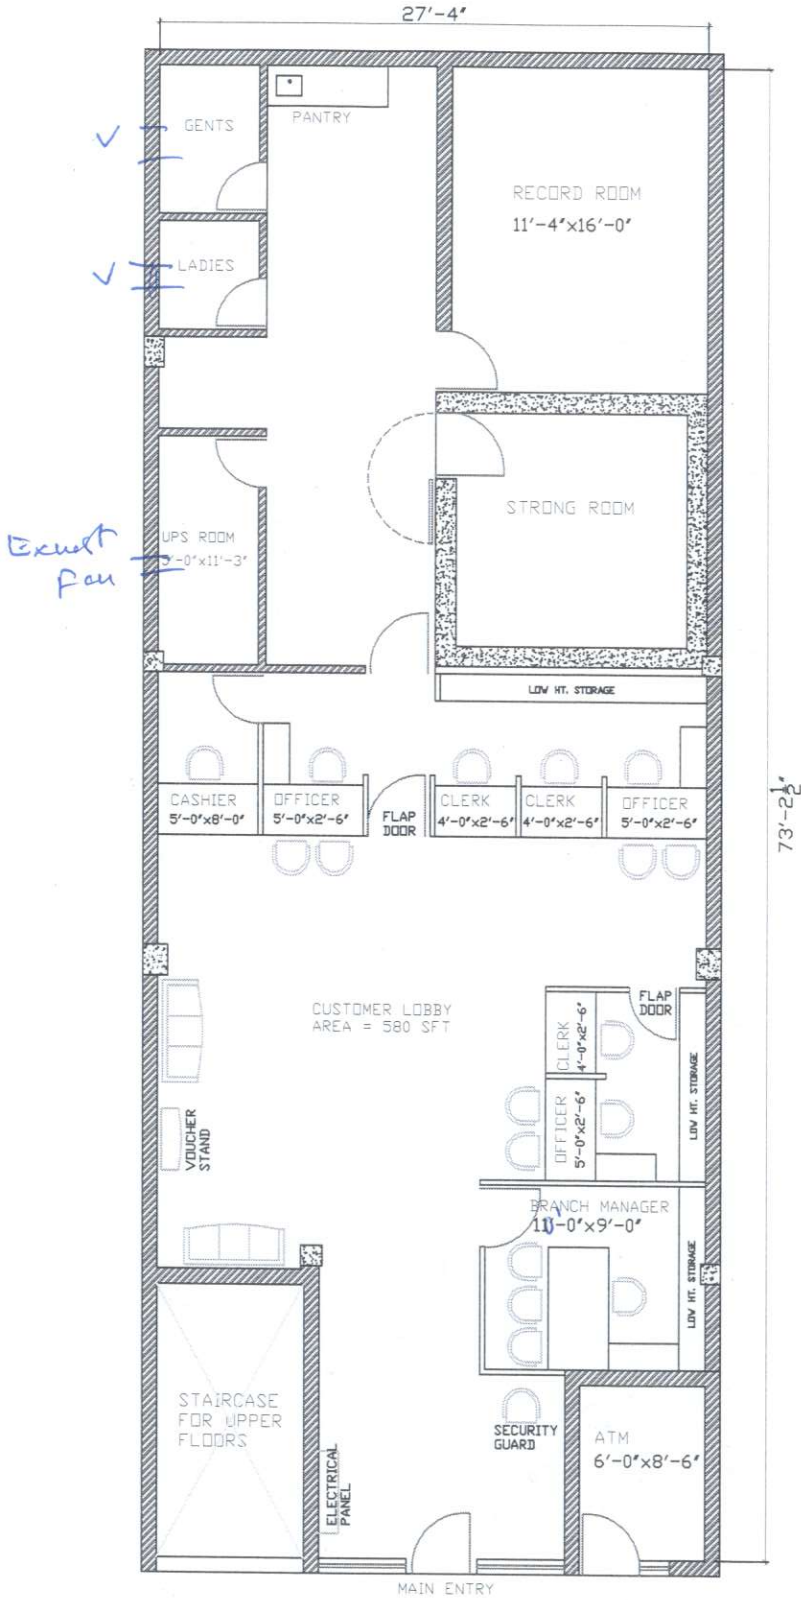 27'-4"
GENTS
PANTRY
RECORD ROOM
11'-4"x16'-0"
LADIES
STRONG ROOM
UPS ROOM
5'-0"x11'-3"
Exhust
Fan
LOW HT. STORAGE
CASHIER
5'-0"x8'-0"
OFFICER
5'-0"x2'-6"
FLAP
DOOR
CLERK
4'-0"x2'-6"
CLERK
4'-0"x2'-6"
OFFICER
5'-0"x2'-6"
73'-2½"
CUSTOMER LOBBY
AREA = 580 SFT
FLAP
DOOR
CLERK
4'-0"x2'-6"
LOW HT. STORAGE
OFFICER
5'-0"x2'-6"
VOUCHER
STAND
BRANCH MANAGER
-0"x9'-0"
LOW HT. STORAGE
STAIRCASE
FOR UPPER
FLOORS
SECURITY
GUARD
ATM
6'-0"x8'-6"
ELECTRICAL
PANEL
MAIN ENTRY